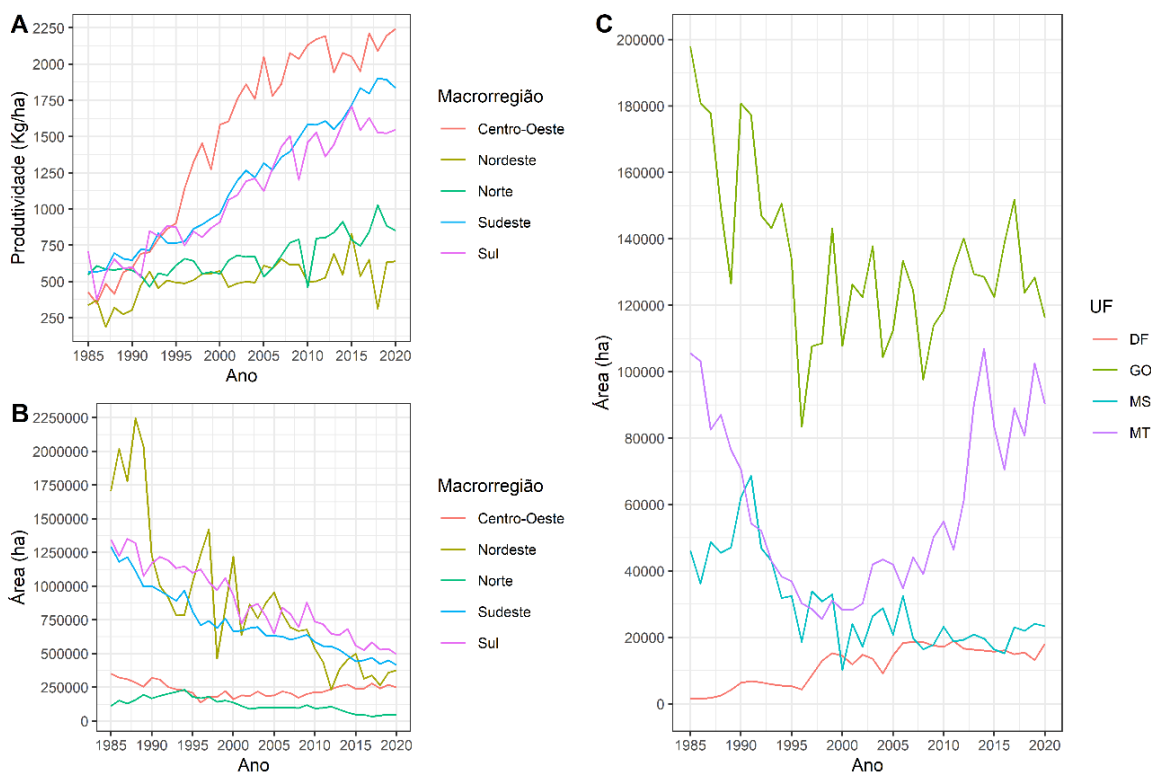 A
Produtividade (Kg/ha)
2250
2000
1750
1500
1250
1000
750
500
250
1985 1990 1995 2000 2005 2010 2015 2020
Ano
Macrorregião
Centro-Oeste
Nordeste
Norte
Sudeste
Sul
B
Área (ha)
2250000
2000000
1750000
1500000
1250000
1000000
750000
500000
250000
0
1985 1990 1995 2000 2005 2010 2015 2020
Ano
Macrorregião
Centro-Oeste
Nordeste
Norte
Sudeste
Sul
C
Área (ha)
200000
180000
160000
140000
120000
100000
80000
60000
40000
20000
0
1985 1990 1995 2000 2005 2010 2015 2020
Ano
UF
DF
GO
MS
MT